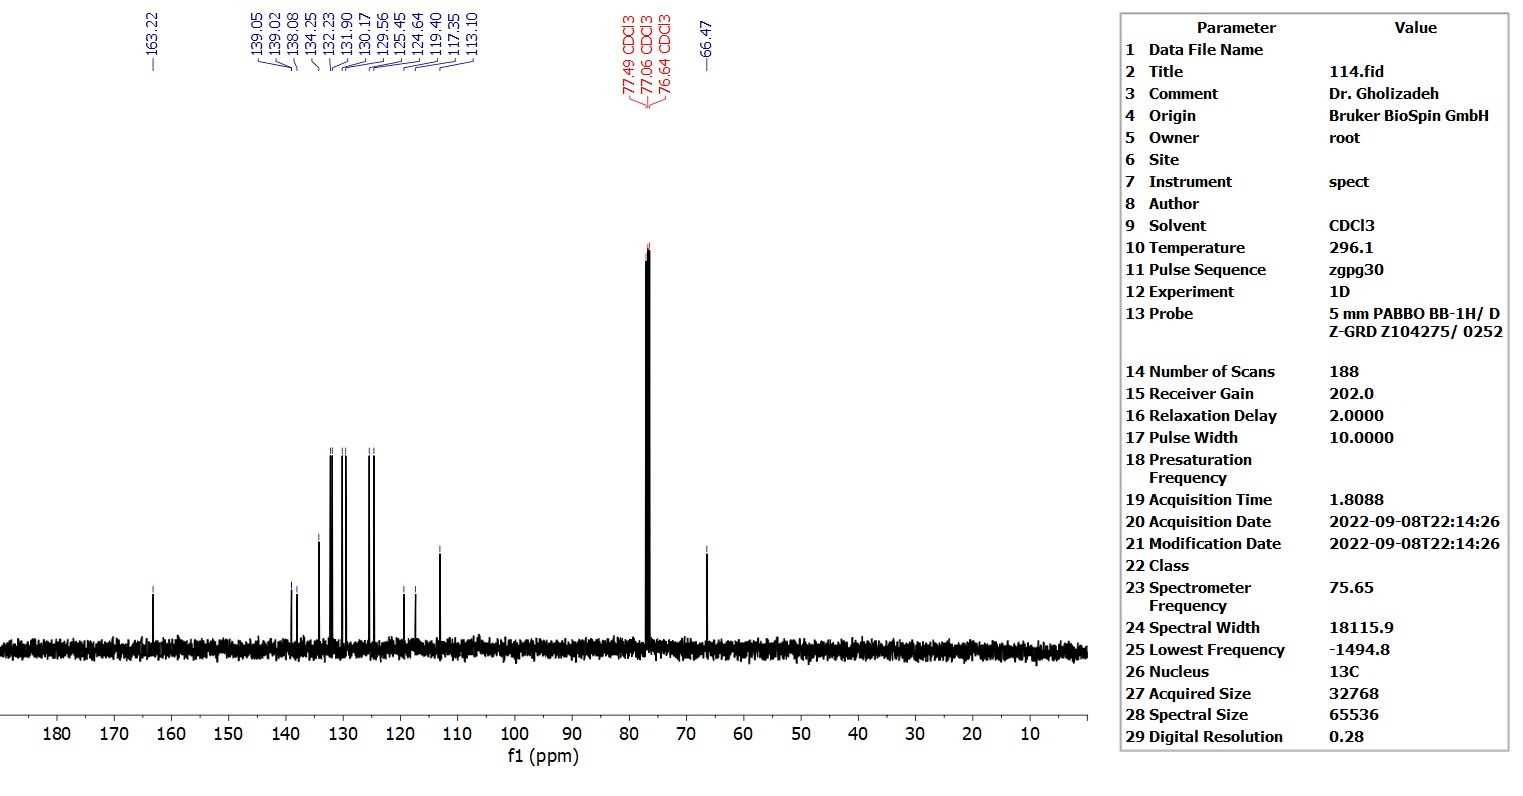 163.22
139.05
139.02
138.08
134.25
132.23
131.90
130.17
129.56
125.45
124.64
119.40
117.35
113.10
77.49 CDCl3
77.06 CDCl3
76.64 CDCl3
66.47
180 170 160 150 140 130 120 110 100 90 80 70 60 50 40 30 20 10
f1 (ppm)
Parameter Value
1 Data File Name
2 Title 114.fid
3 Comment Dr. Gholizadeh
4 Origin Bruker BioSpin GmbH
5 Owner root
6 Site
7 Instrument spect
8 Author
9 Solvent CDCl3
10 Temperature 296.1
11 Pulse Sequence zgpg30
12 Experiment 1D
13 Probe 5 mm PABBO BB-1H/ D
Z-GRD Z104275/ 0252
14 Number of Scans 188
15 Receiver Gain 202.0
16 Relaxation Delay 2.0000
17 Pulse Width 10.0000
18 Presaturation
Frequency
19 Acquisition Time 1.8088
20 Acquisition Date 2022-09-08T22:14:26
21 Modification Date 2022-09-08T22:14:26
22 Class
23 Spectrometer 75.65
Frequency
24 Spectral Width 18115.9
25 Lowest Frequency -1494.8
26 Nucleus 13C
27 Acquired Size 32768
28 Spectral Size 65536
29 Digital Resolution 0.28